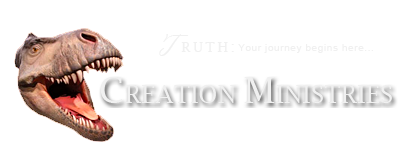 TRUTH: Your journey begins here...
CREATION MINISTRIES